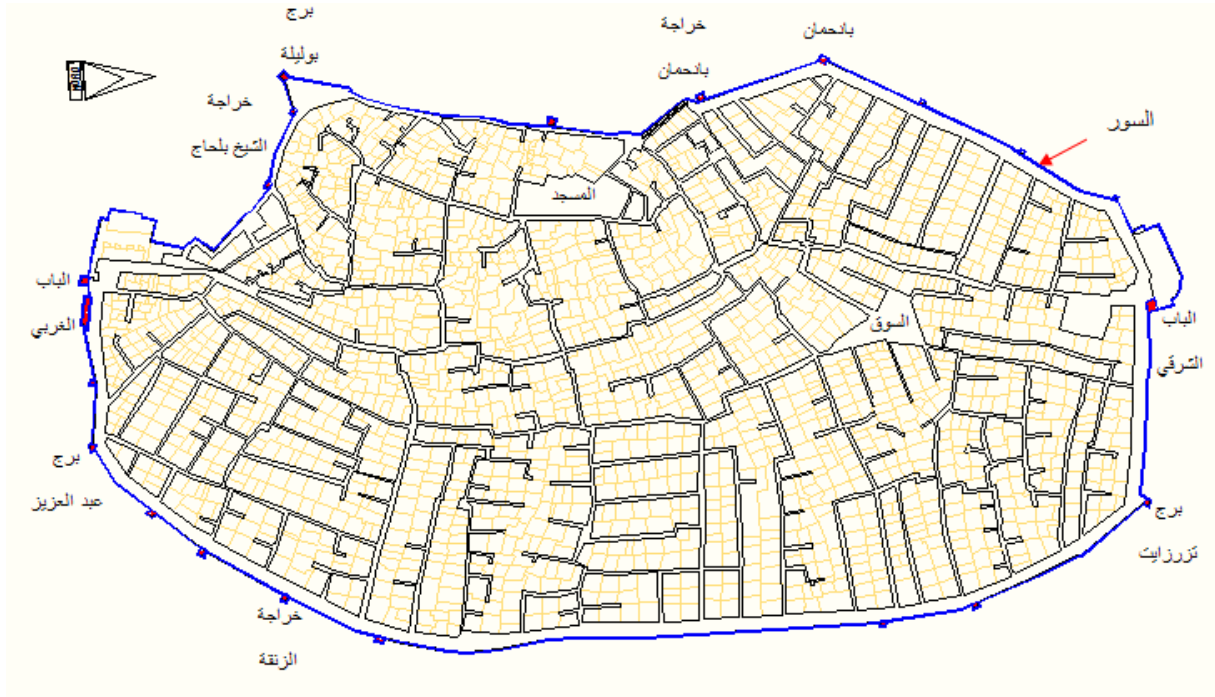 برج
بوليلة
خراجة
الشيخ بلحاج
خراجة
بانحمان
بانحمان
السور
المسجد
الباب
الغربي
السوق
الباب
الشرقي
برج
عبد العزيز
برج
تزرزايت
خراجة
الزنقة